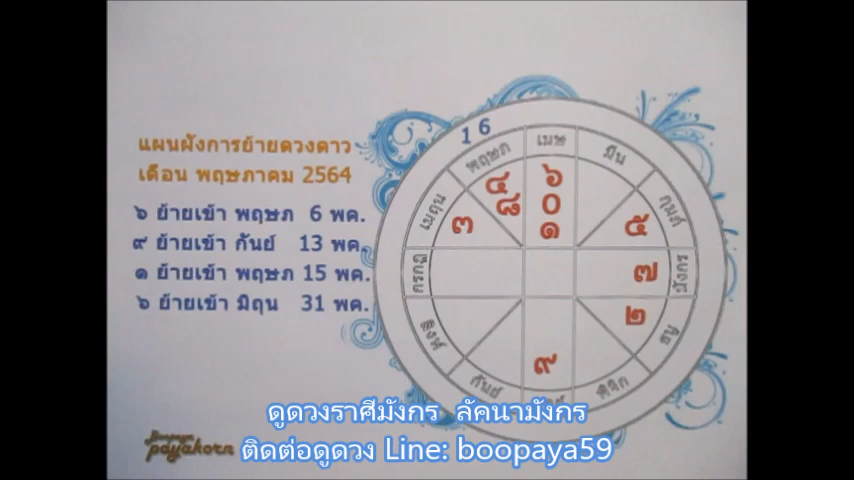 แผนผังการย้ายดวงดาว
เดือน พฤษภาคม 2564
๖ ย้ายเข้า พฤษภ 6 พค.
๙ ย้ายเข้า กันย์ 13 พค.
๑ ย้ายเข้า พฤษภ 15 พค.
๖ ย้ายเข้า มิถุน 31 พค.
1 6
พฤษภ เมษ มีน
๔ ๖
๘ ๐
เมถุน ๓ ๑ ๕ กุมภ์
กรกฎ ๗ มังกร
สิงห์ ๒ ธนู
๙
กันย์ พิจิก
ดูดวงราศีมังกร ลัคนามังกร
Boopaya
payakorn
ติดต่อดูดวง Line: boopaya59